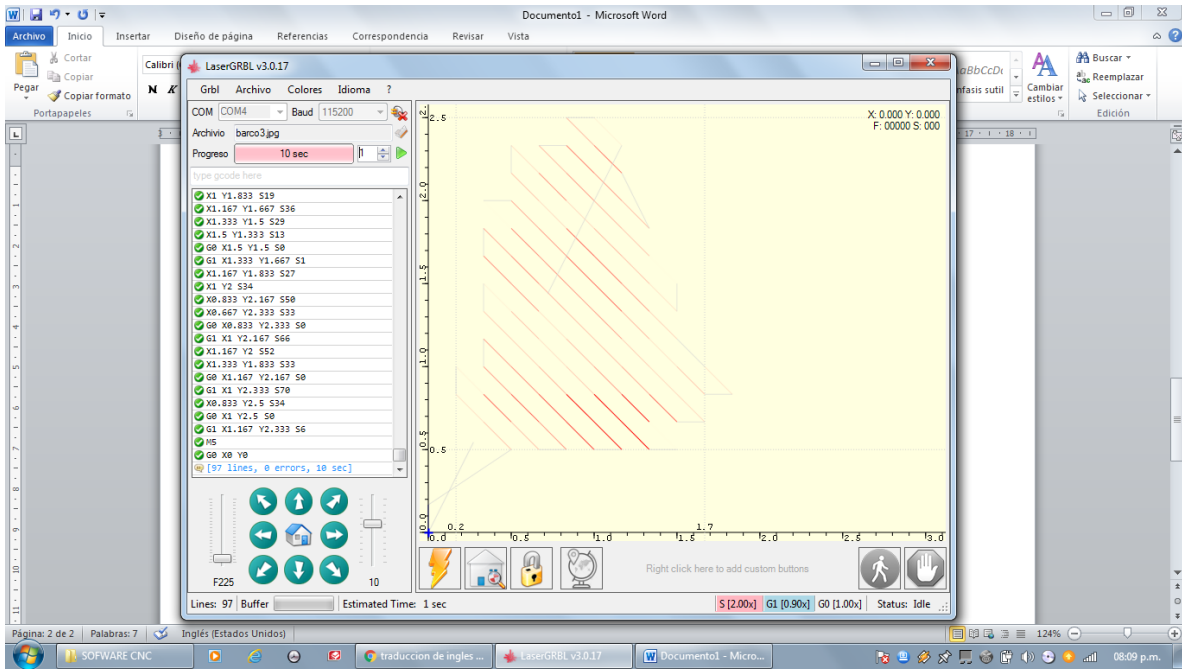 Documento1 - Microsoft Word
Archivo Inicio Insertar Diseño de página Referencias Correspondencia Revisar Vista
Pegar
Cortar
Copiar
Copiar formato
Portapapeles
Calibri
N K
aBbCcDc
nfasis sutil
Cambiar estilos
Buscar
Reemplazar
Seleccionar
Edición
LaserGRBL v3.0.17
Grbl Archivo Colores Idioma ?
COM COM4 Baud 115200
Archivio barco3.jpg
Progreso 10 sec 1
type gcode here
X1 Y1.833 S19
X1.167 Y1.667 S36
X1.333 Y1.5 S29
X1.5 Y1.333 S13
G0 X1.5 Y1.5 S0
G1 X1.333 Y1.667 S1
X1.167 Y1.833 S27
X1 Y2 S34
X0.833 Y2.167 S50
X0.667 Y2.333 S33
G0 X0.833 Y2.333 S0
G1 X1 Y2.167 S66
X1.167 Y2 S52
X1.333 Y1.833 S33
G0 X1.167 Y2.167 S0
G1 X1 Y2.333 S70
X0.833 Y2.5 S34
G0 X1 Y2.5 S0
G1 X1.167 Y2.333 S6
M5
G0 X0 Y0
[97 lines, 0 errors, 10 sec]
F225
10
X: 0.000 Y: 0.000
F: 00000 S: 000
2.5
2.0
1.5
1.0
0.5
0.5
0.0
0.2 1.7
0.0 0.5 1.0 1.5 2.0 2.5 3.0
Right click here to add custom buttons
Lines: 97 Buffer Estimated Time: 1 sec S [2.00x] G1 [0.90x] G0 [1.00x] Status: Idle
17 1 18
Página: 2 de 2 Palabras: 7 Inglés (Estados Unidos) 124%
SOFWARE CNC traduccion de ingles ... LaserGRBL v3.0.17 Documento1 - Micro... 08:09 p.m.